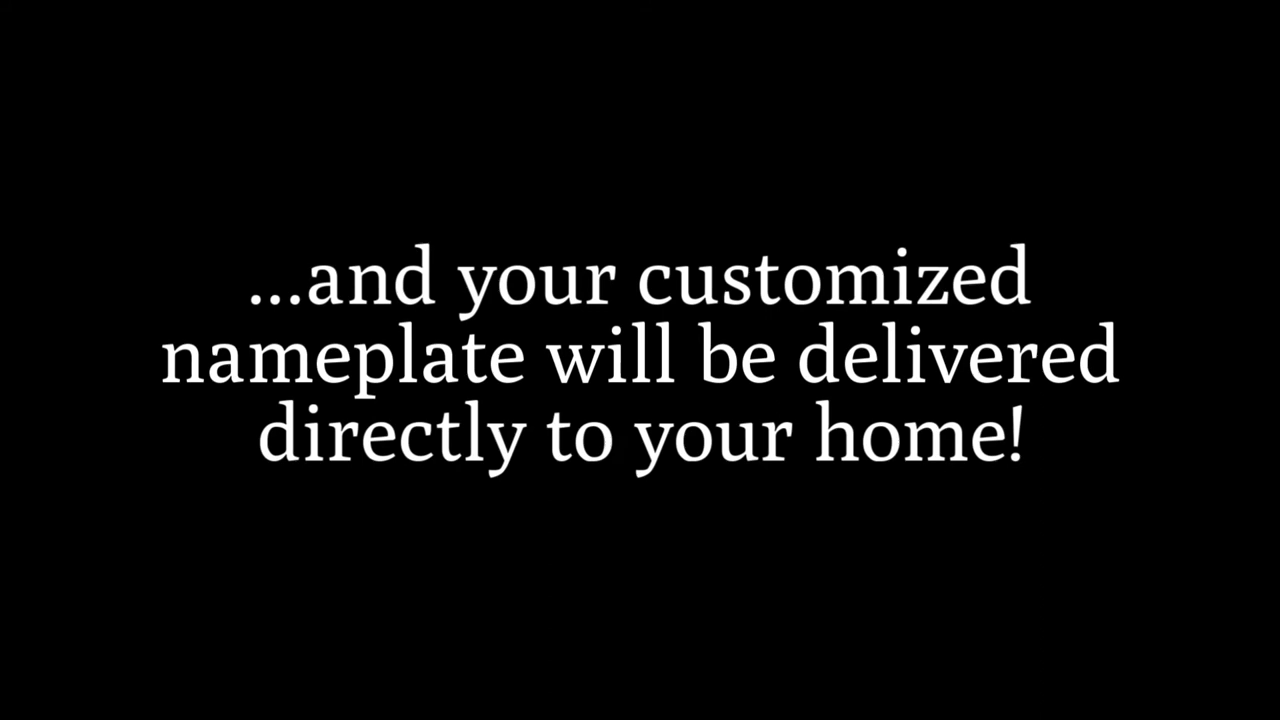 ...and your customized
nameplate will be delivered
directly to your home!